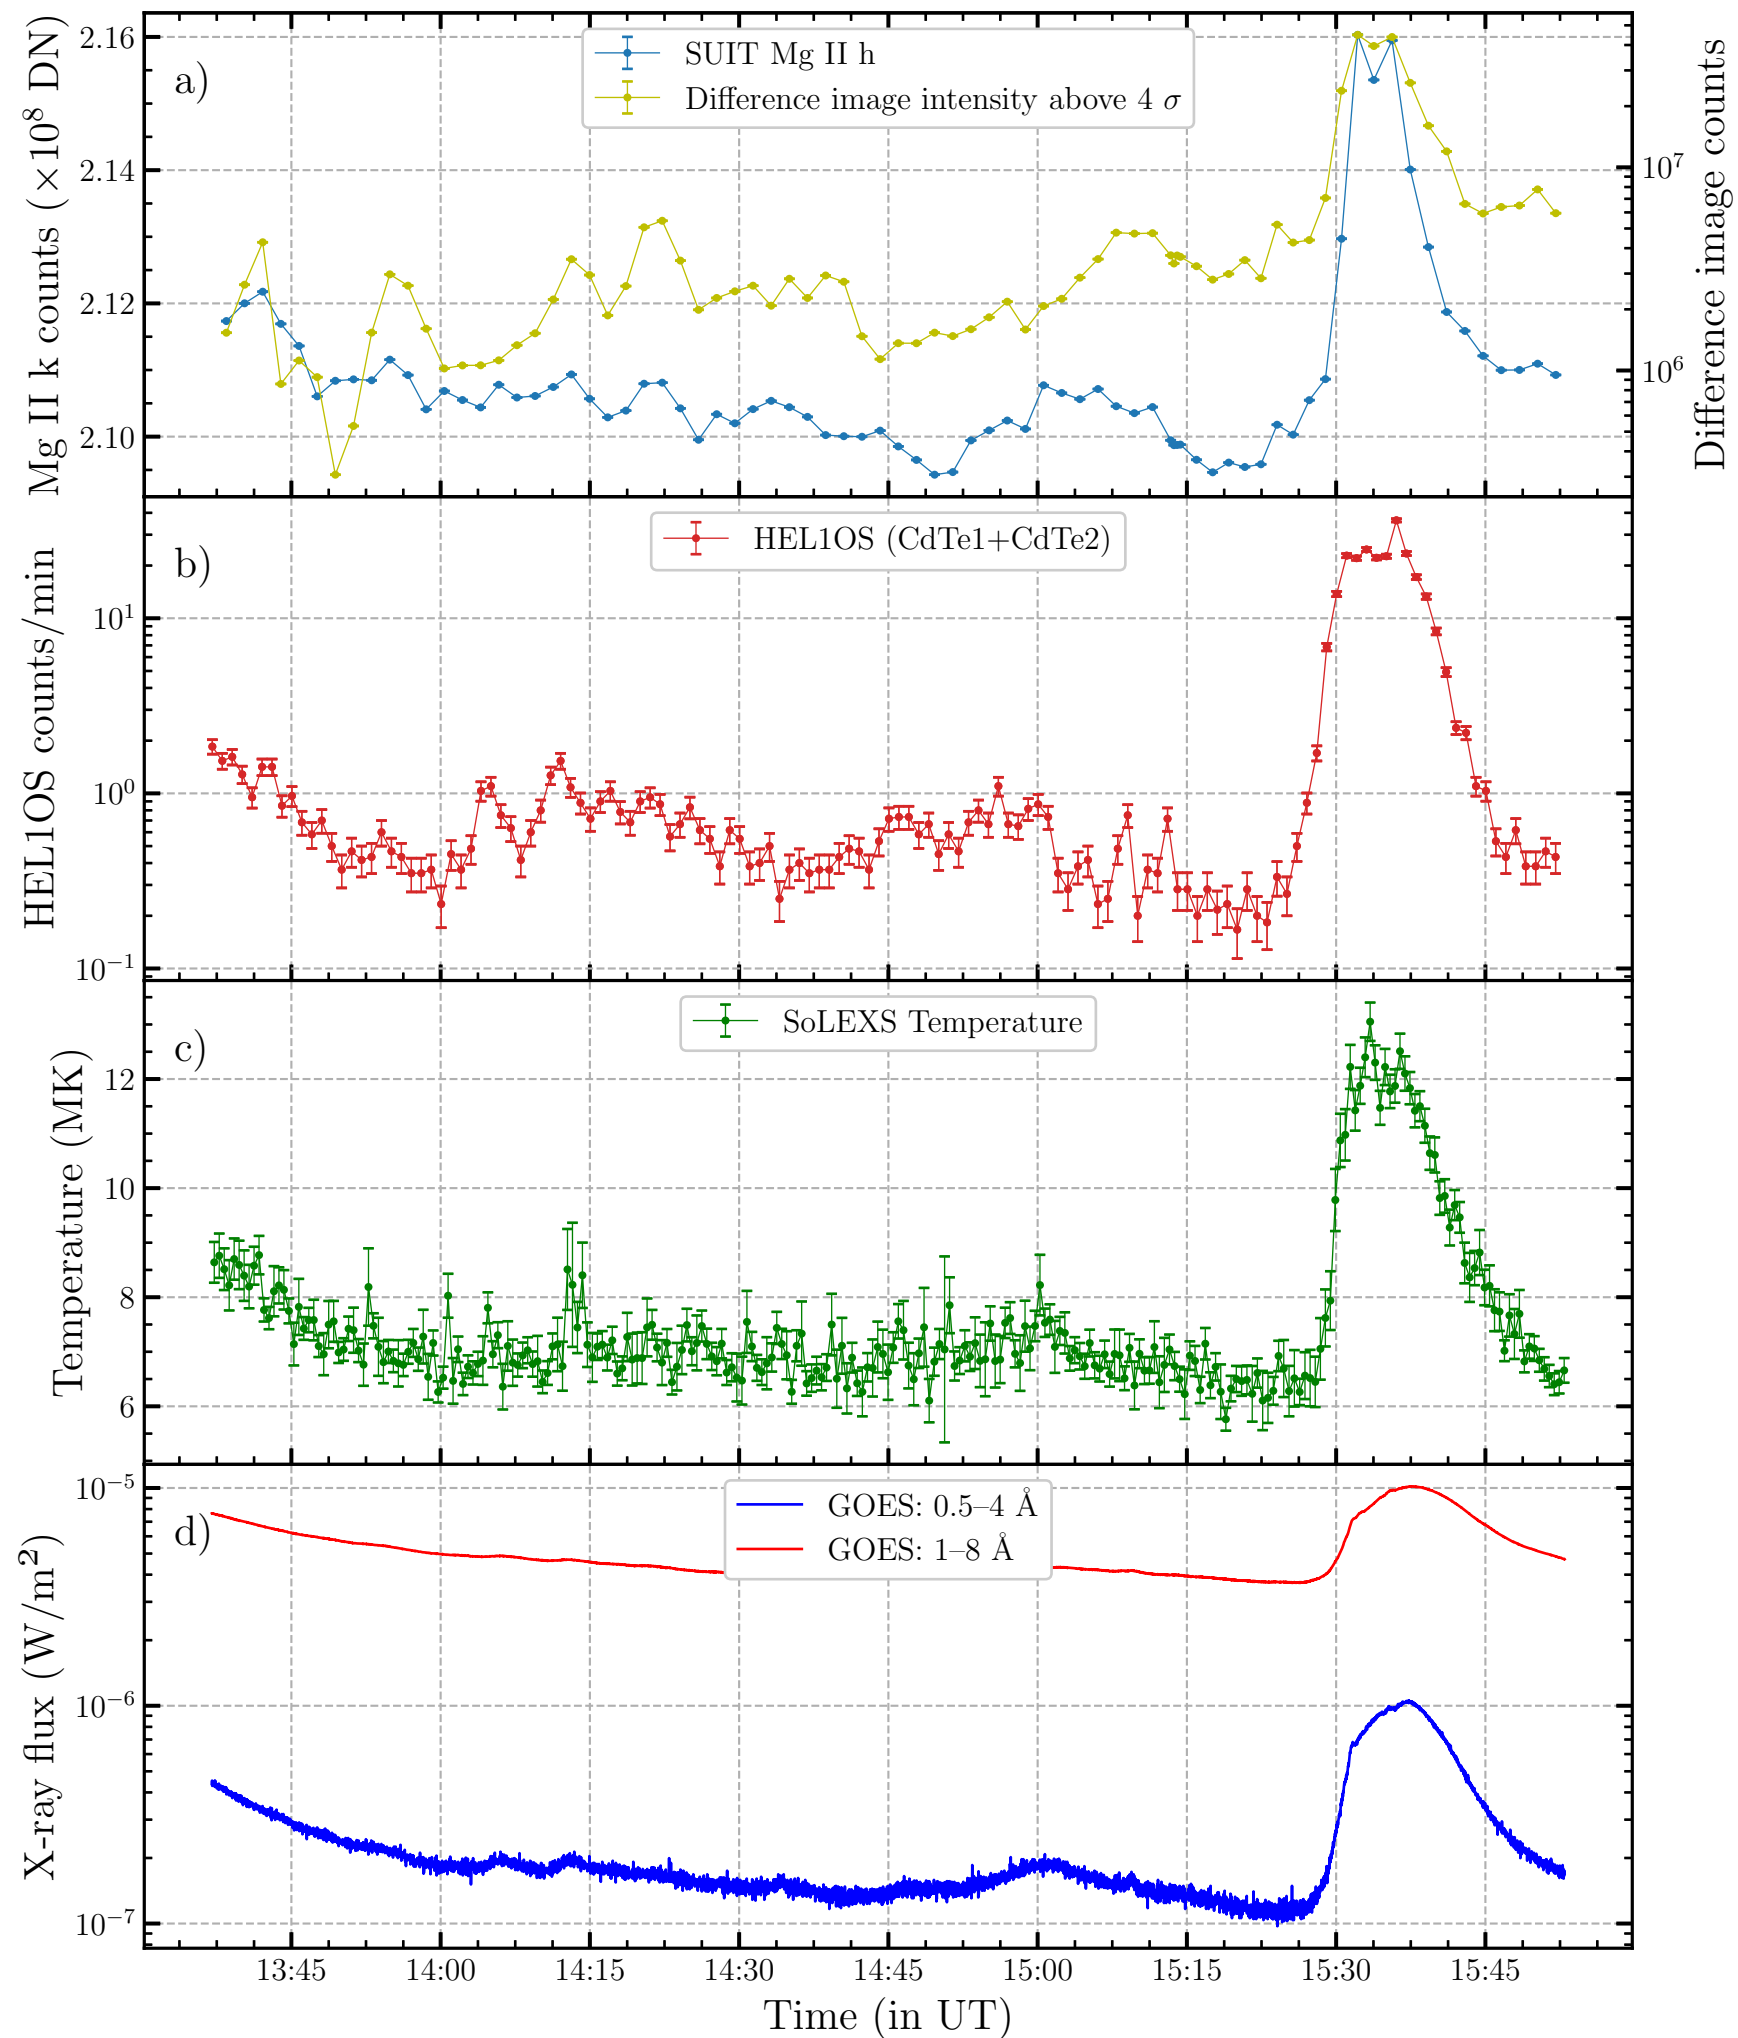 a)
SUIT Mg II h
Difference image intensity above 4 σ
Mg II k counts (×10⁸ DN)
2.16
2.14
2.12
2.10
Difference image counts
10⁷
10⁶
b)
HEL1OS (CdTe1+CdTe2)
HEL1OS counts/min
10¹
10⁰
10⁻¹
c)
SoLEXS Temperature
Temperature (MK)
12
10
8
6
d)
GOES: 0.5–4 Å
GOES: 1–8 Å
X-ray flux (W/m²)
10⁻⁵
10⁻⁶
10⁻⁷
13:45 14:00 14:15 14:30 14:45 15:00 15:15 15:30 15:45
Time (in UT)